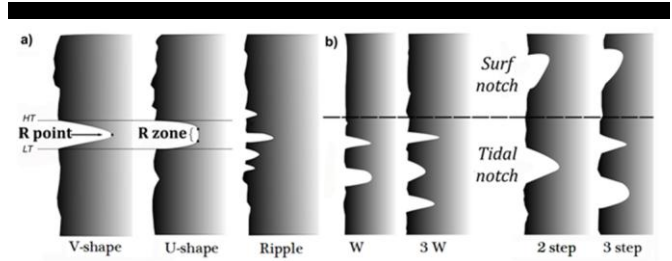 a)
HT
R point
R zone
LT
V-shape
U-shape
Ripple
b)
Surf
notch
Tidal
notch
W
3 W
2 step
3 step